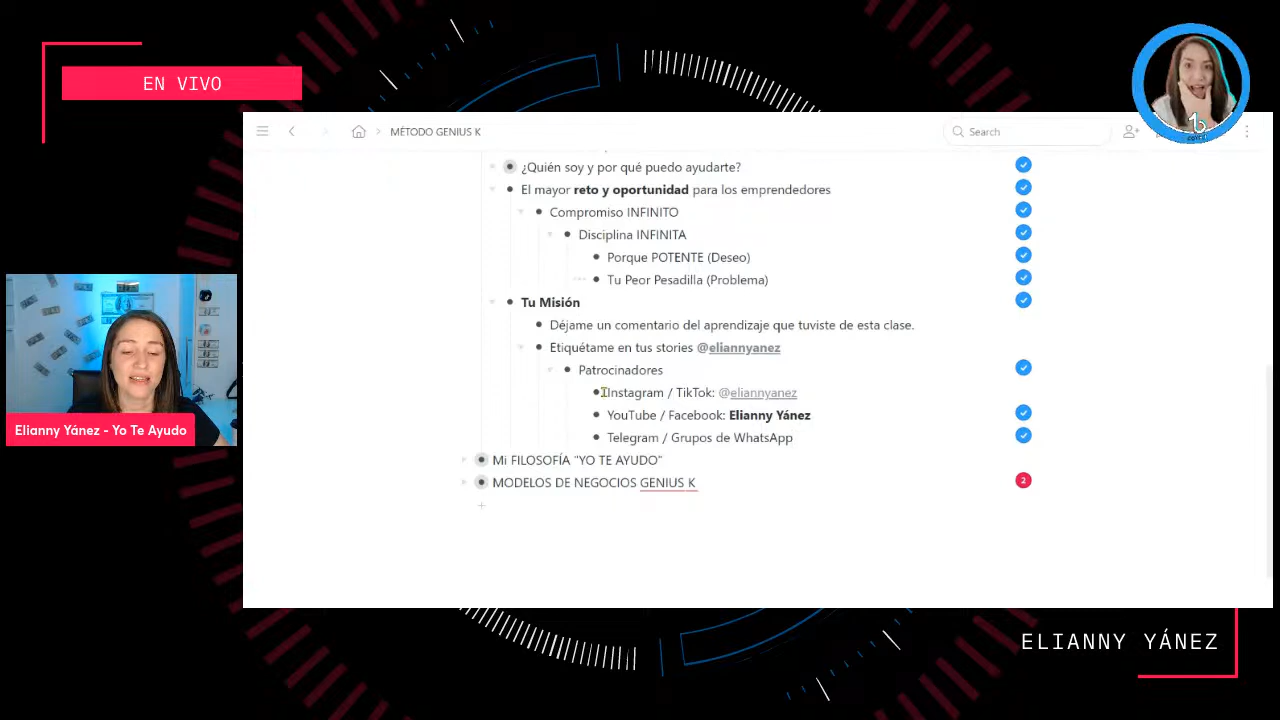 EN VIVO
MÉTODO GENIUS K
Search
¿Quién soy y por qué puedo ayudarte?
El mayor reto y oportunidad para los emprendedores
Compromiso INFINITO
Disciplina INFINITA
Porque POTENTE (Deseo)
Tu Peor Pesadilla (Problema)
Tu Misión
Déjame un comentario del aprendizaje que tuviste de esta clase.
Etiquétame en tus stories @eliannyanez
Patrocinadores
Instagram / TikTok: @eliannyanez
YouTube / Facebook: Elianny Yánez
Telegram / Grupos de WhatsApp
Mi FILOSOFÍA "YO TE AYUDO"
MODELOS DE NEGOCIOS GENIUS K
2
Elianny Yánez - Yo Te Ayudo
ELIANNY YÁNEZ